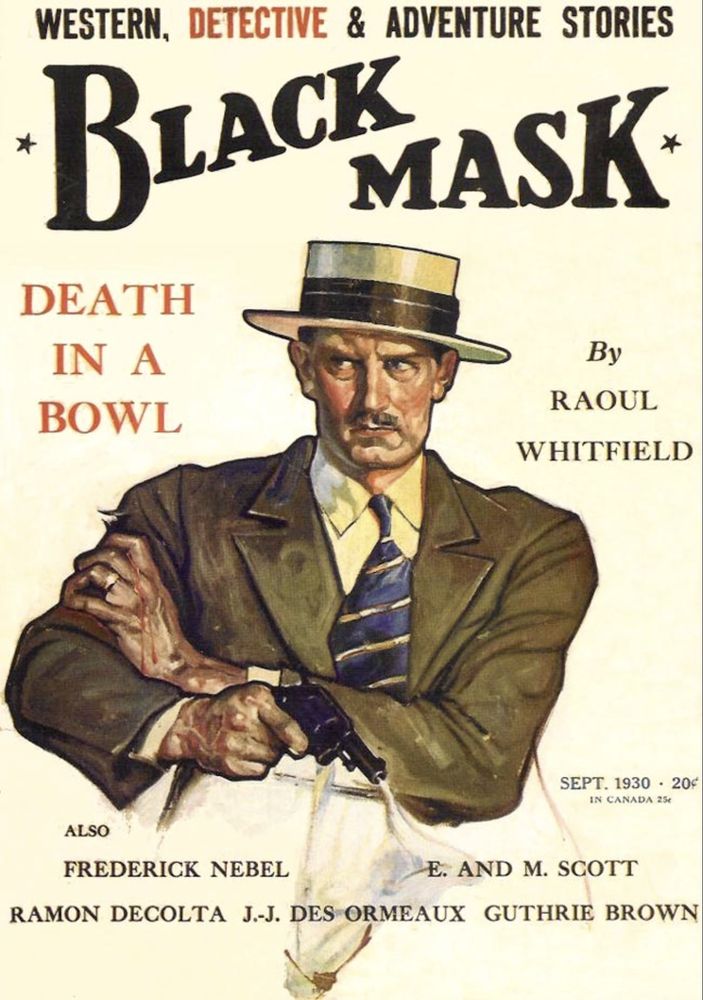 WESTERN, DETECTIVE & ADVENTURE STORIES
BLACK
MASK
DEATH
IN A
BOWL
By
RAOUL
WHITFIELD
SEPT. 1930 · 20¢
IN CANADA 25¢
ALSO
FREDERICK NEBEL E. AND M. SCOTT
RAMON DECOLTA J.-J. DES ORMEAUX GUTHRIE BROWN